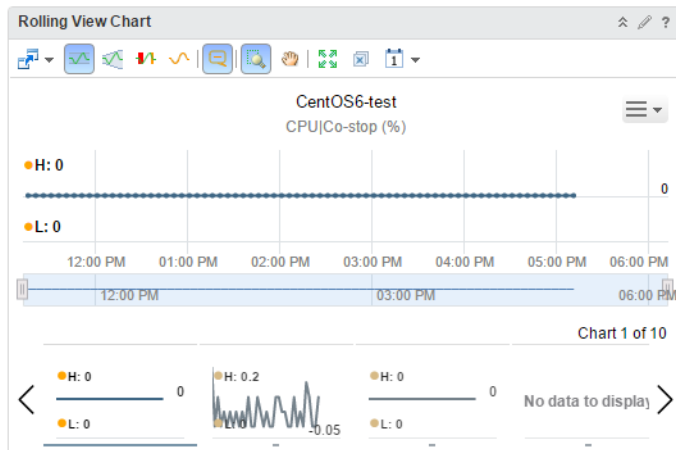 Rolling View Chart ?
1
CentOS6-test
CPU|Co-stop (%)
H: 0
0
L: 0
12:00 PM 01:00 PM 02:00 PM 03:00 PM 04:00 PM 05:00 PM 06:00 PM
12:00 PM 03:00 PM 06:00 PM
Chart 1 of 10
H: 0 H: 0.2 H: 0
0 0 No data to display
L: 0 L: 0 -0.05 L: 0
- - -